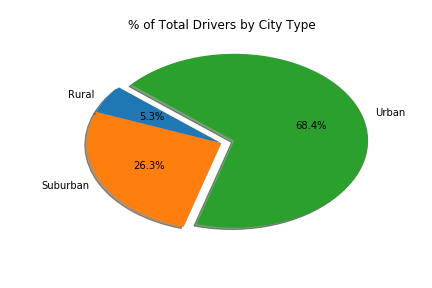 % of Total Drivers by City Type
Rural
5.3%
Urban
68.4%
26.3%
Suburban